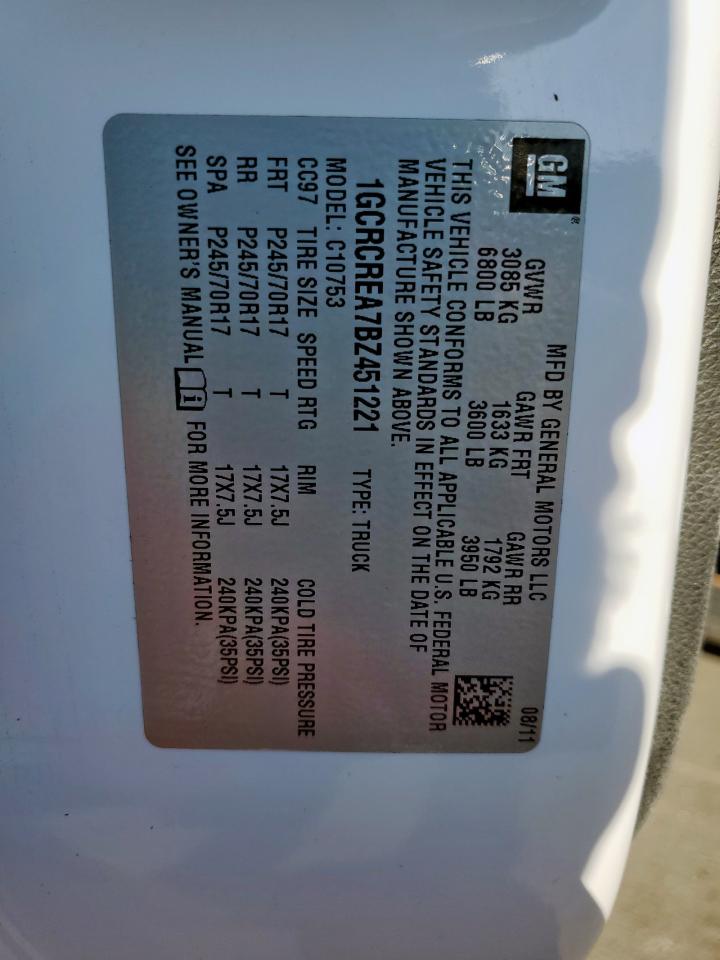 GM®
MFD BY GENERAL MOTORS LLC 08/11
GVWR GAWR FRT GAWR RR
3085 KG 1633 KG 1792 KG
6800 LB 3600 LB 3950 LB
THIS VEHICLE CONFORMS TO ALL APPLICABLE U.S. FEDERAL MOTOR
VEHICLE SAFETY STANDARDS IN EFFECT ON THE DATE OF
MANUFACTURE SHOWN ABOVE.
1GCRCREA7BZ451221 TYPE: TRUCK
MODEL: C10753
CC97 TIRE SIZE SPEED RTG RIM COLD TIRE PRESSURE
FRT P245/70R17 T 17X7.5J 240KPA(35PSI)
RR P245/70R17 T 17X7.5J 240KPA(35PSI)
SPA P245/70R17 T 17X7.5J 240KPA(35PSI)
SEE OWNER'S MANUAL i FOR MORE INFORMATION.